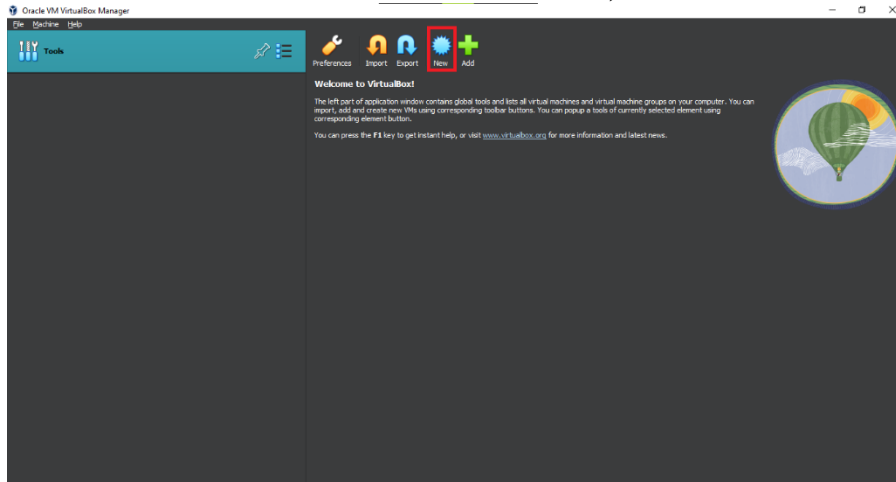 Oracle VM VirtualBox Manager
File Machine Help
Tools
Preferences Import Export New Add
Welcome to VirtualBox!
The left part of application window contains global tools and lists all virtual machines and virtual machine groups on your computer. You can
import, add and create new VMs using corresponding toolbar buttons. You can popup a tools of currently selected element using
corresponding element button.
You can press the F1 key to get instant help, or visit www.virtualbox.org for more information and latest news.